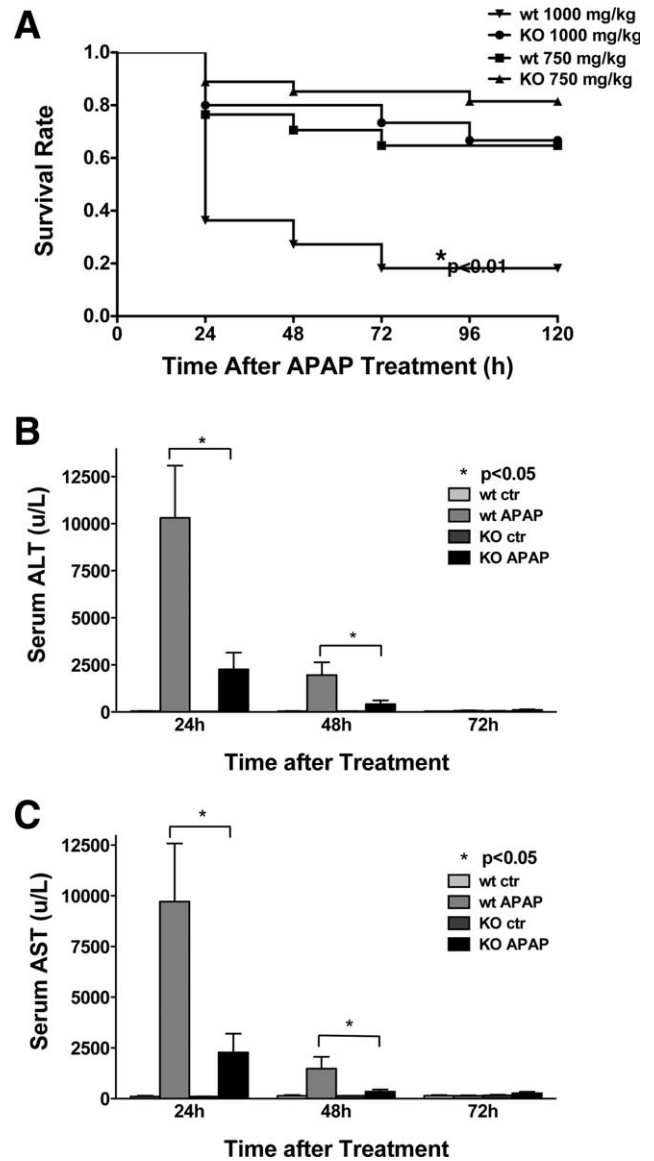 A
wt 1000 mg/kg
KO 1000 mg/kg
wt 750 mg/kg
KO 750 mg/kg
1.0
0.8
0.6
0.4
0.2
0.0
Survival Rate
* p<0.01
0 24 48 72 96 120
Time After APAP Treatment (h)
B
12500
10000
7500
5000
2500
0
Serum ALT (u/L)
*
*
* p<0.05
wt ctr
wt APAP
KO ctr
KO APAP
24h 48h 72h
Time after Treatment
C
12500
10000
7500
5000
2500
0
Serum AST (u/L)
*
*
* p<0.05
wt ctr
wt APAP
KO ctr
KO APAP
24h 48h 72h
Time after Treatment